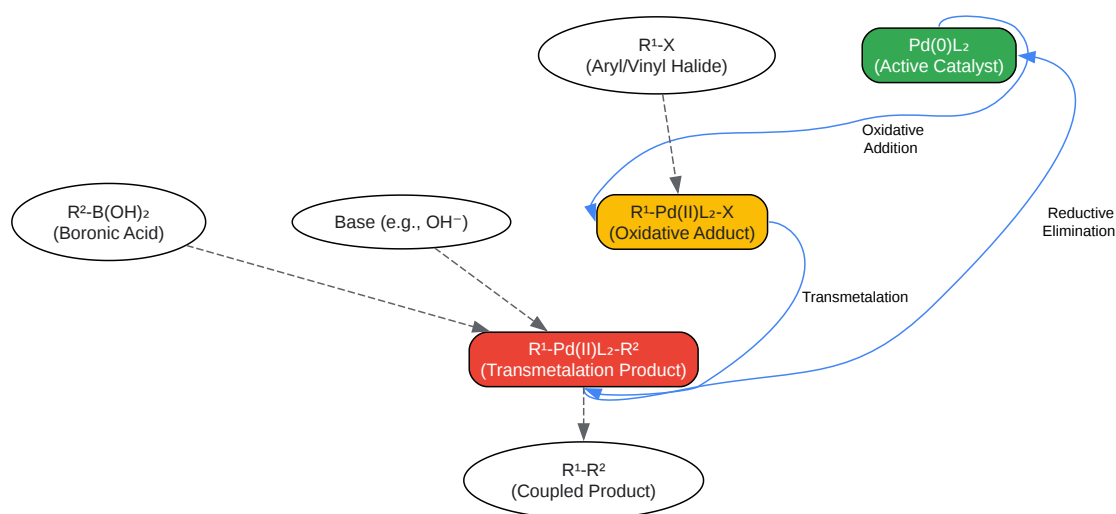 R¹-X
(Aryl/Vinyl Halide)
Pd(0)L₂
(Active Catalyst)
Oxidative
Addition
R²-B(OH)₂
(Boronic Acid)
Base (e.g., OH⁻)
R¹-Pd(II)L₂-X
(Oxidative Adduct)
Reductive
Elimination
Transmetalation
R¹-Pd(II)L₂-R²
(Transmetalation Product)
R¹-R²
(Coupled Product)